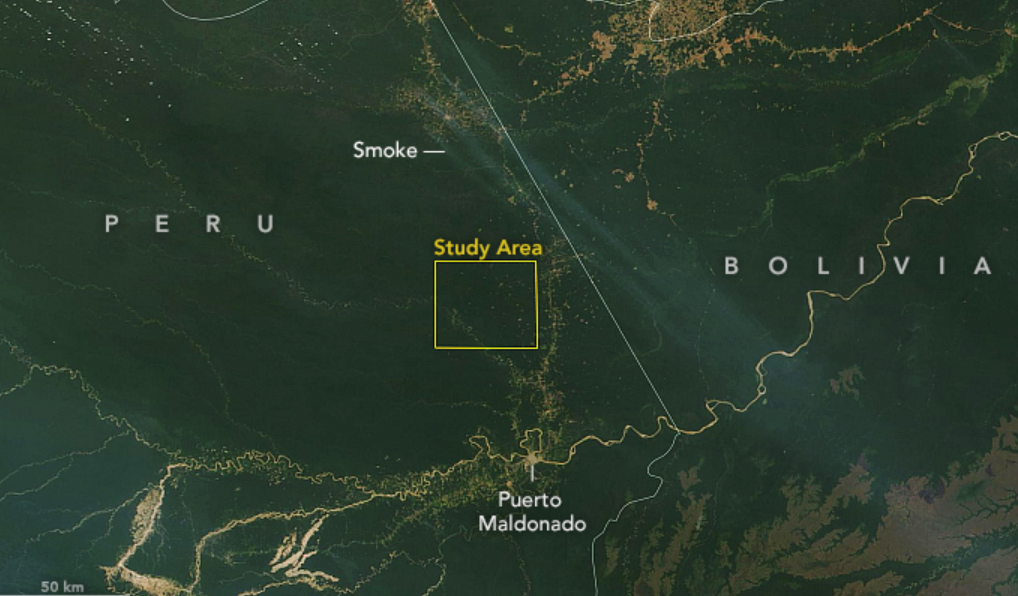 Smoke
P E R U
Study Area
B O L I V I A
Puerto
Maldonado
50 km